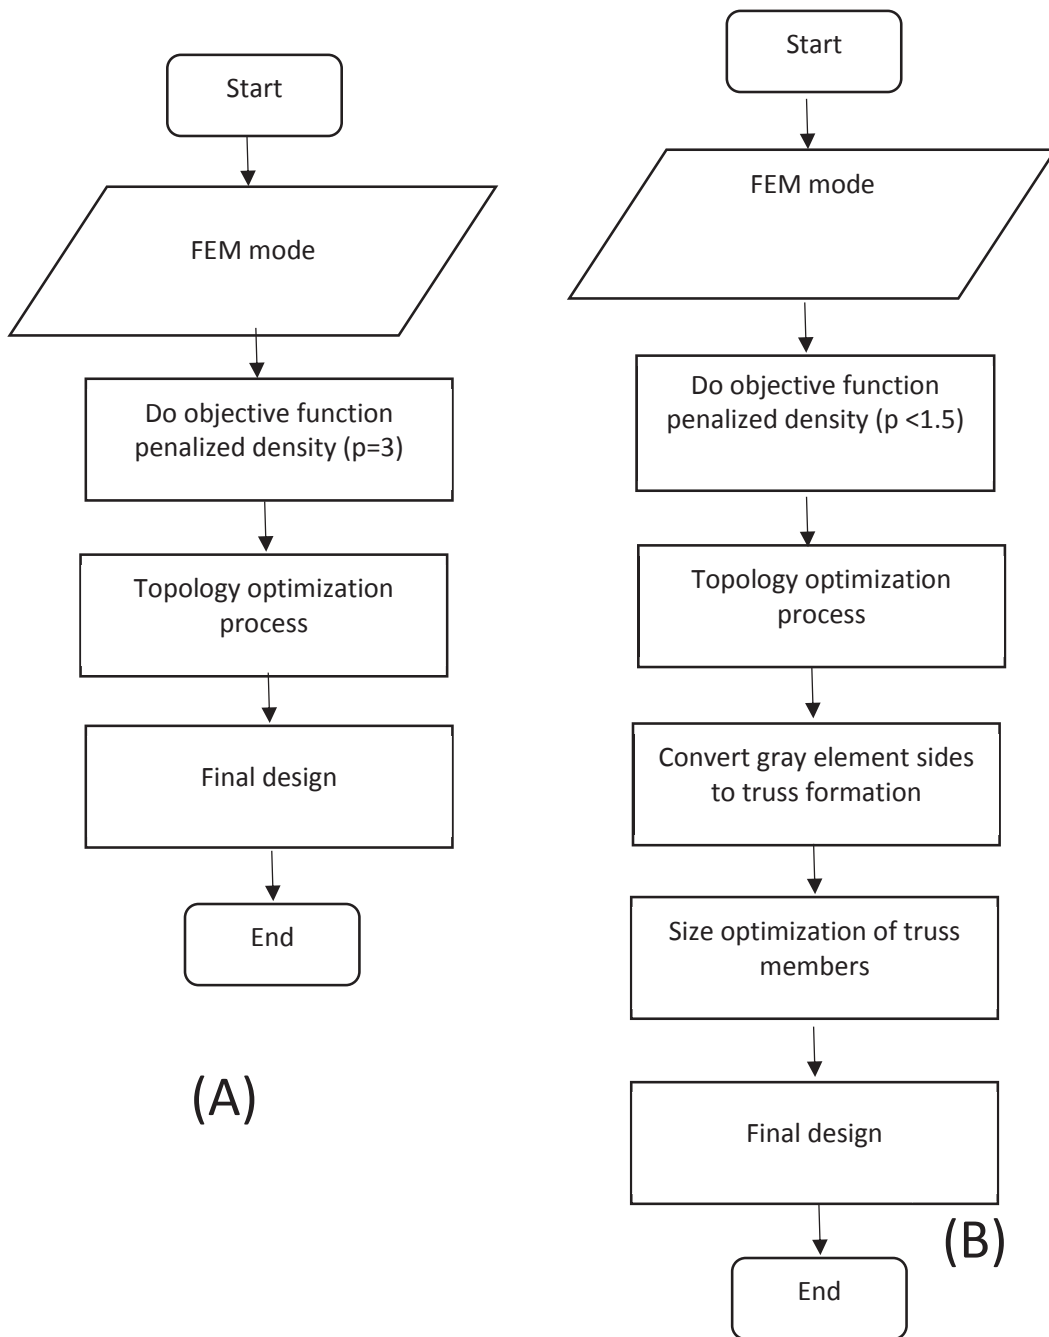 Start
FEM mode
Do objective function
penalized density (p=3)
Topology optimization
process
Final design
End
(A)
Start
FEM mode
Do objective function
penalized density (p <1.5)
Topology optimization
process
Convert gray element sides
to truss formation
Size optimization of truss
members
Final design
(B)
End